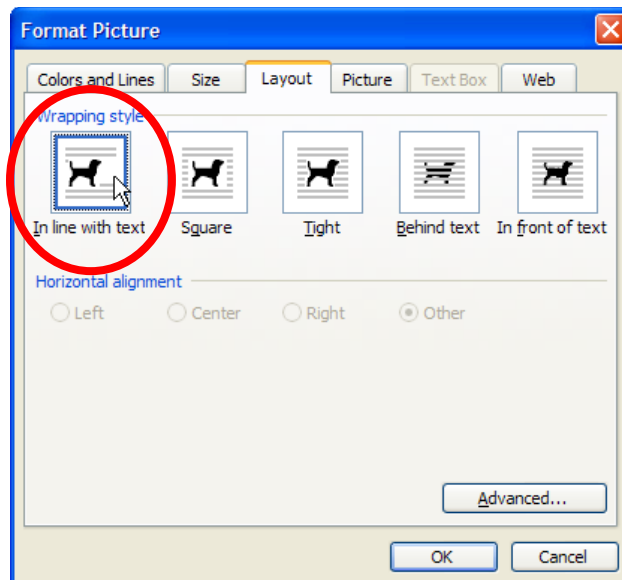 Format Picture
Colors and Lines Size Layout Picture Text Box Web
Wrapping style
In line with text Square Tight Behind text In front of text
Horizontal alignment
Left Center Right Other
Advanced...
OK Cancel